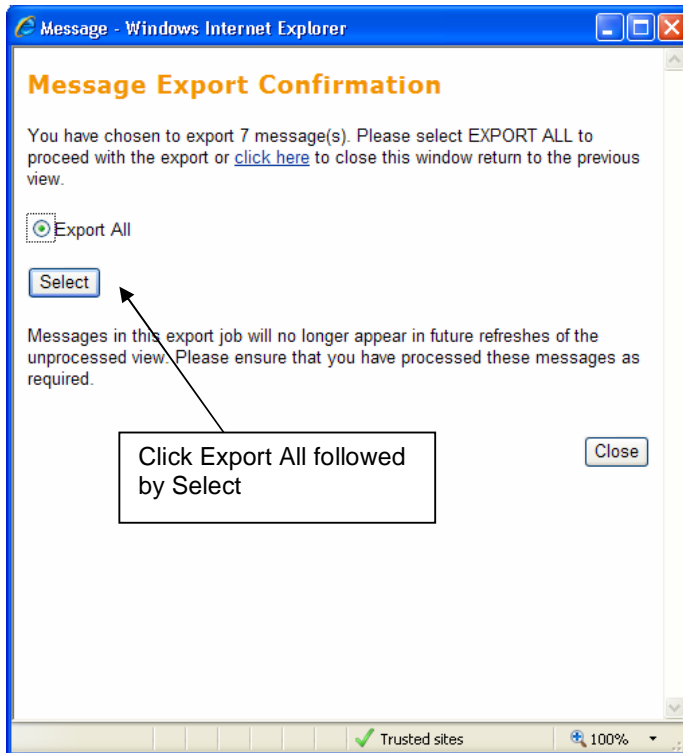 Message - Windows Internet Explorer
Message Export Confirmation
You have chosen to export 7 message(s). Please select EXPORT ALL to
proceed with the export or click here to close this window return to the previous
view.
Export All
Select
Messages in this export job will no longer appear in future refreshes of the
unprocessed view. Please ensure that you have processed these messages as
required.
Click Export All followed
by Select
Close
Trusted sites
100%